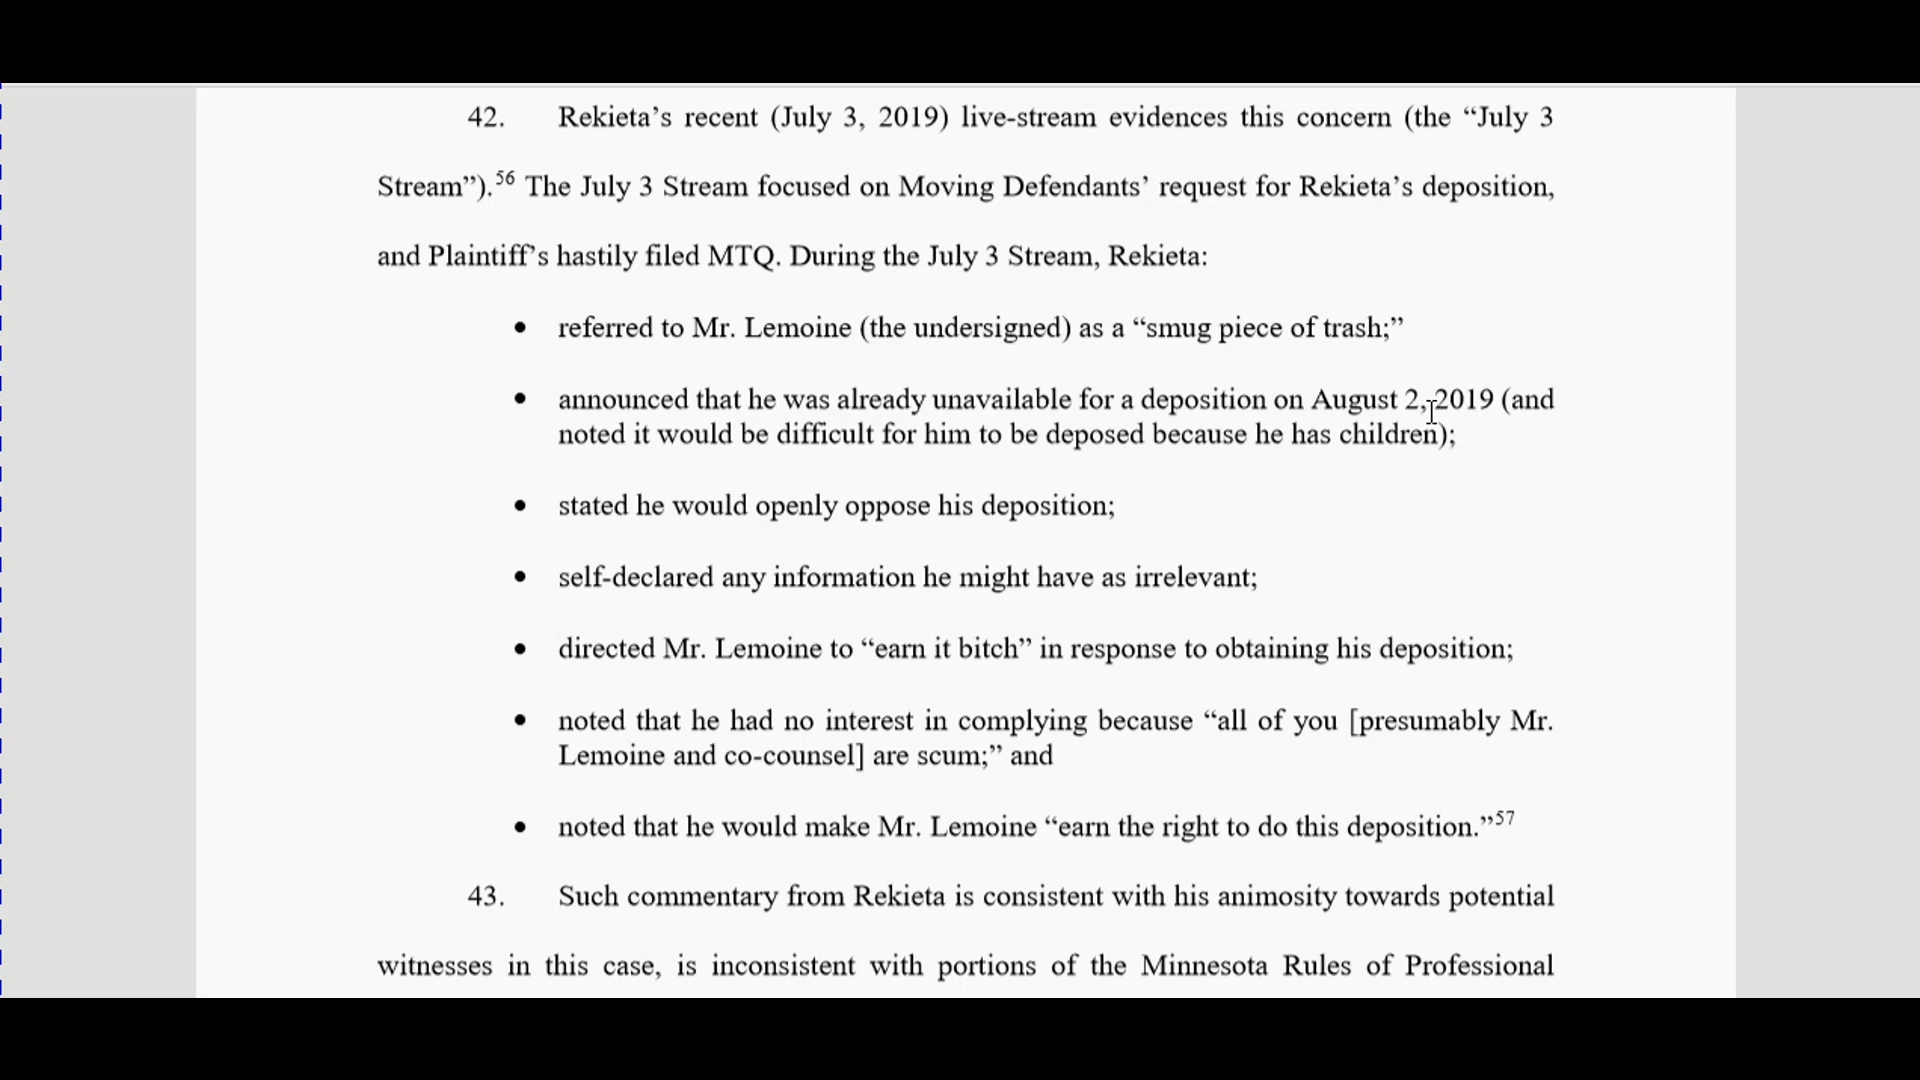 42. Rekieta’s recent (July 3, 2019) live-stream evidences this concern (the “July 3
Stream”).56 The July 3 Stream focused on Moving Defendants’ request for Rekieta’s deposition,
and Plaintiff’s hastily filed MTQ. During the July 3 Stream, Rekieta:
• referred to Mr. Lemoine (the undersigned) as a “smug piece of trash;”
• announced that he was already unavailable for a deposition on August 2, 2019 (and
noted it would be difficult for him to be deposed because he has children);
• stated he would openly oppose his deposition;
• self-declared any information he might have as irrelevant;
• directed Mr. Lemoine to “earn it bitch” in response to obtaining his deposition;
• noted that he had no interest in complying because “all of you [presumably Mr.
Lemoine and co-counsel] are scum;” and
• noted that he would make Mr. Lemoine “earn the right to do this deposition.”57
43. Such commentary from Rekieta is consistent with his animosity towards potential
witnesses in this case, is inconsistent with portions of the Minnesota Rules of Professional